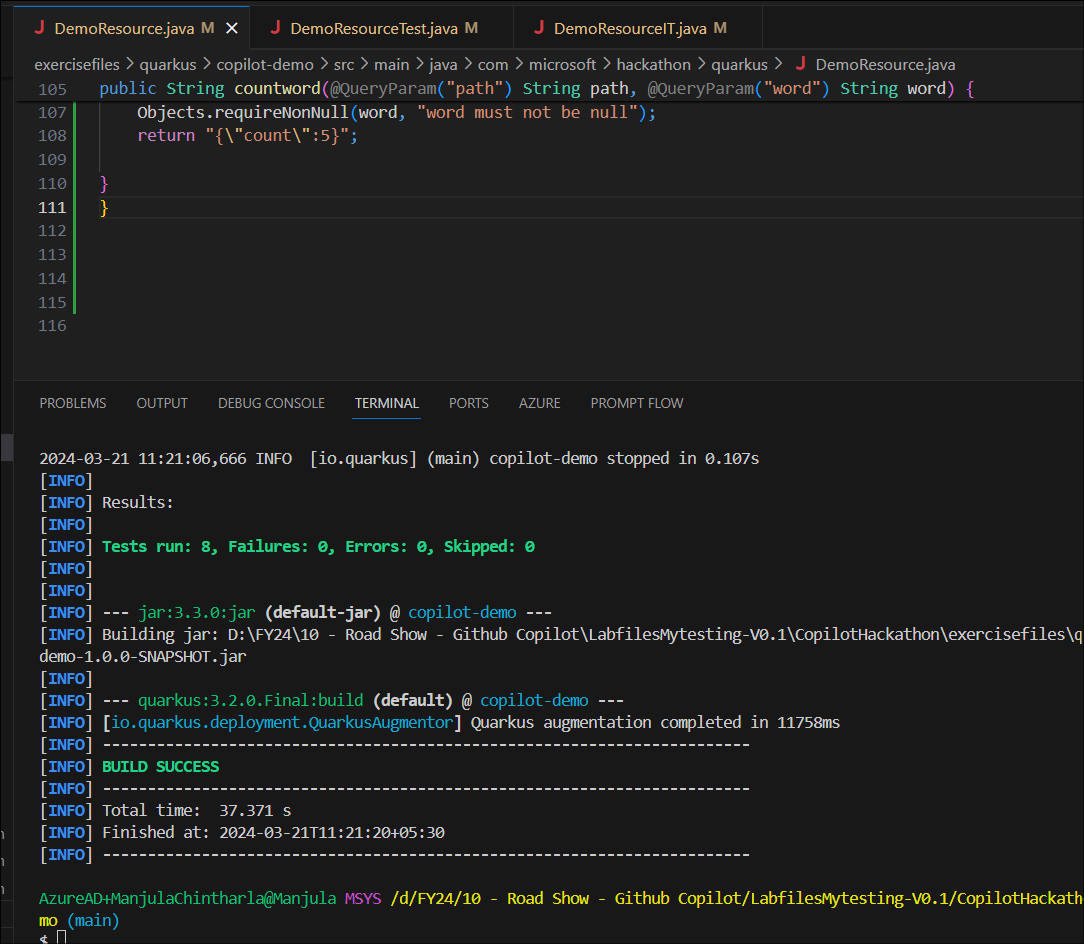 J DemoResource.java M ✕ J DemoResourceTest.java M J DemoResourceIT.java M
exercisefiles > quarkus > copilot-demo > src > main > java > com > microsoft > hackathon > quarkus > J DemoResource.java
105 public String countword(@QueryParam("path") String path, @QueryParam("word") String word) {
107 Objects.requireNonNull(word, "word must not be null");
108 return "{\"count\":5}";
109
110 }
111 }
112
113
114
115
116
PROBLEMS OUTPUT DEBUG CONSOLE TERMINAL PORTS AZURE PROMPT FLOW
2024-03-21 11:21:06,666 INFO [io.quarkus] (main) copilot-demo stopped in 0.107s
[INFO]
[INFO] Results:
[INFO]
[INFO] Tests run: 8, Failures: 0, Errors: 0, Skipped: 0
[INFO]
[INFO]
[INFO] --- jar:3.3.0:jar (default-jar) @ copilot-demo ---
[INFO] Building jar: D:\FY24\10 - Road Show - Github Copilot\LabfilesMytesting-V0.1\CopilotHackathon\exercisefiles\q
demo-1.0.0-SNAPSHOT.jar
[INFO]
[INFO] --- quarkus:3.2.0.Final:build (default) @ copilot-demo ---
[INFO] [io.quarkus.deployment.QuarkusAugmentor] Quarkus augmentation completed in 11758ms
[INFO] ------------------------------------------------------------------------
[INFO] BUILD SUCCESS
[INFO] ------------------------------------------------------------------------
[INFO] Total time: 37.371 s
[INFO] Finished at: 2024-03-21T11:21:20+05:30
[INFO] ------------------------------------------------------------------------
AzureAD+ManjulaChintharla@Manjula MSYS /d/FY24/10 - Road Show - Github Copilot/LabfilesMytesting-V0.1/CopilotHackath
mo (main)
$